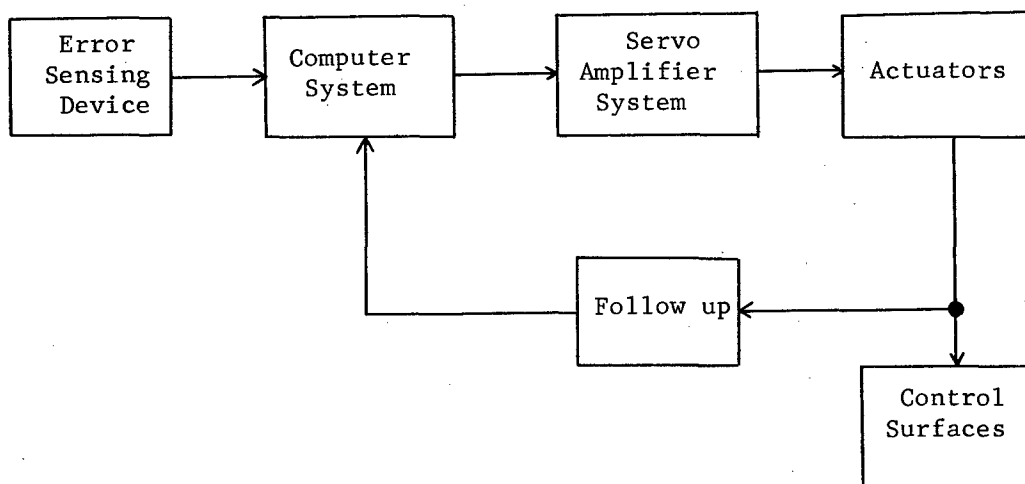 Error
Sensing
Device
Computer
System
Servo
Amplifier
System
Actuators
Follow up
Control
Surfaces